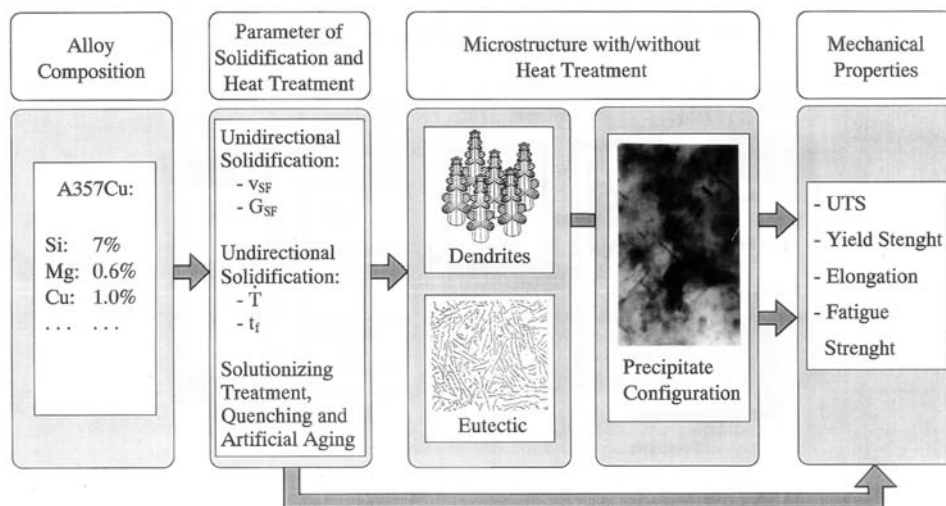 Alloy
Composition
Parameter of
Solidification and
Heat Treatment
Microstructure with/without
Heat Treatment
Mechanical
Properties
A357Cu:
Si: 7%
Mg: 0.6%
Cu: 1.0%
. . . . . .
Unidirectional
Solidification:
- vSF
- GSF
Undirectional
Solidification:
- Ṫ
- tf
Solutionizing
Treatment,
Quenching and
Artificial Aging
Dendrites
Eutectic
Precipitate
Configuration
- UTS
- Yield Stenght
- Elongation
- Fatigue
Strenght